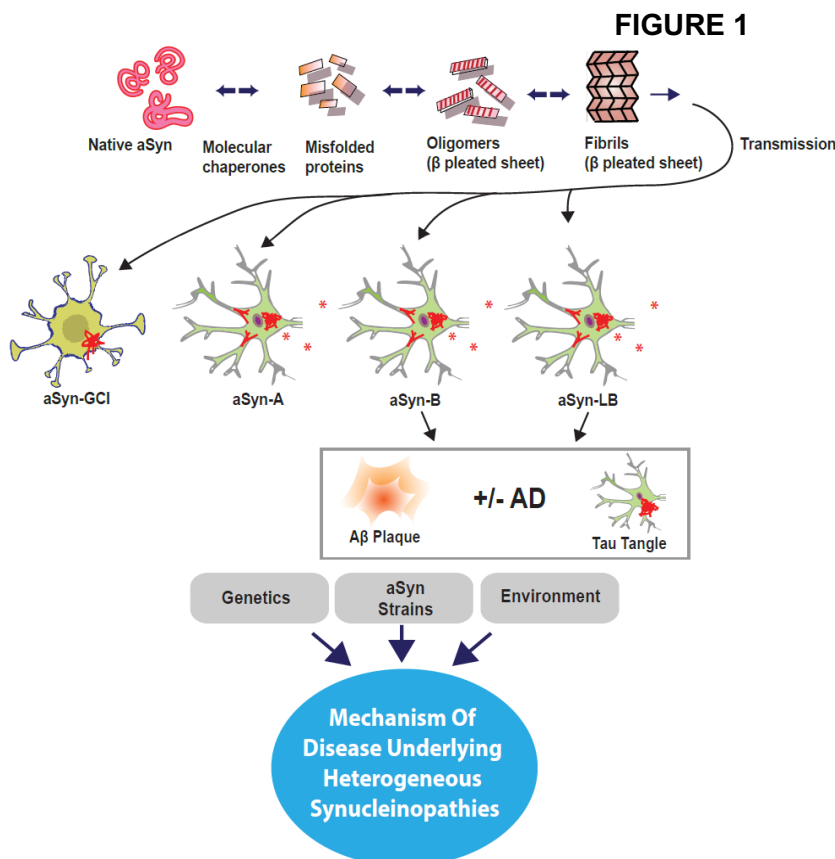 FIGURE 1
Native aSyn
Molecular
chaperones
Misfolded
proteins
Oligomers
(β pleated sheet)
Fibrils
(β pleated sheet)
Transmission
aSyn-GCI
aSyn-A
aSyn-B
aSyn-LB
Aβ Plaque
+/- AD
Tau Tangle
Genetics
aSyn
Strains
Environment
Mechanism Of
Disease Underlying
Heterogeneous
Synucleinopathies